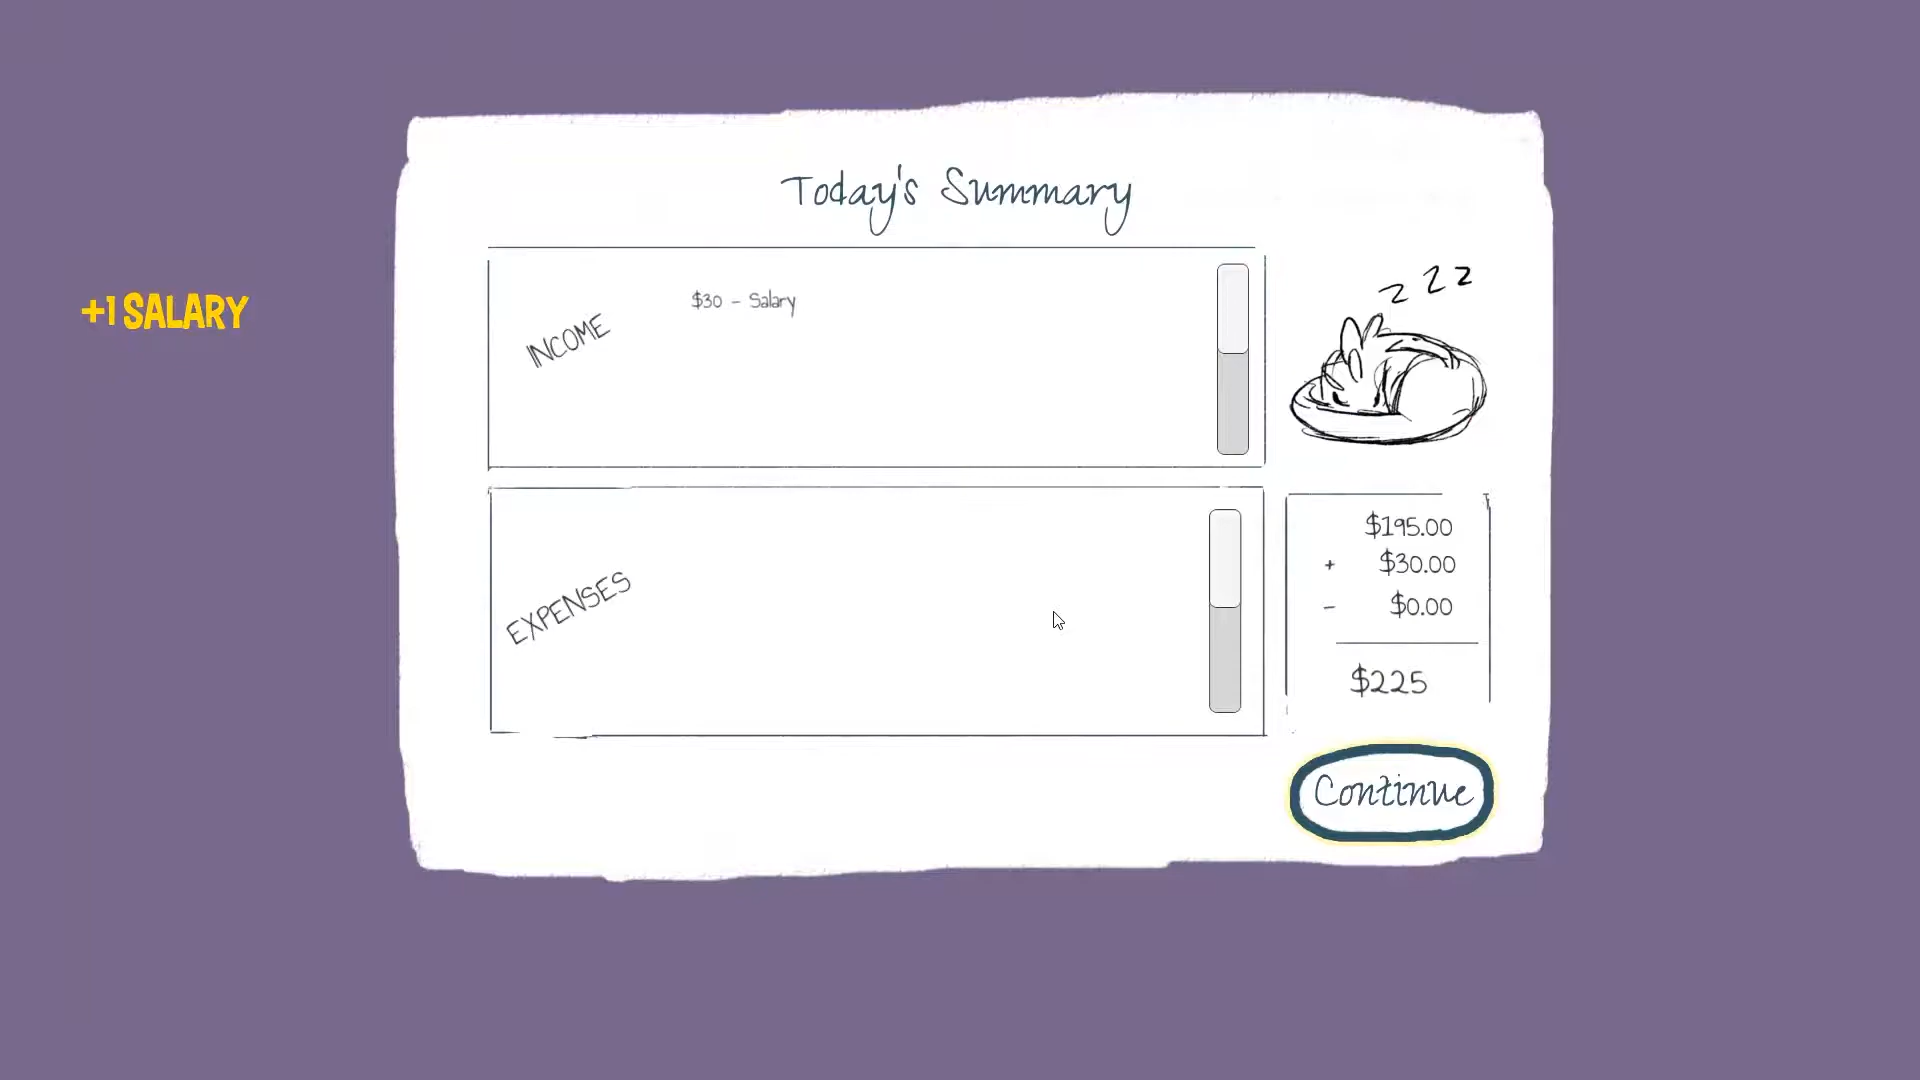 Today's Summary
z z z
+1 SALARY
$30 - Salary
INCOME
EXPENSES
$195.00
+ $30.00
- $0.00
$225
Continue